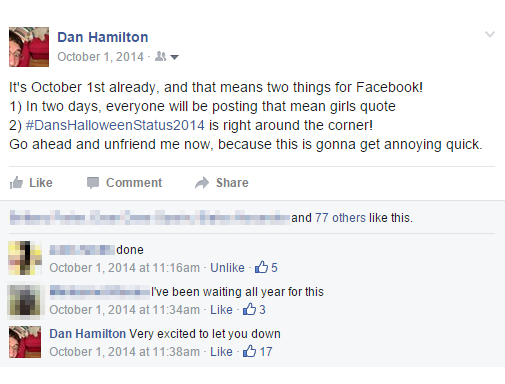 Dan Hamilton
October 1, 2014 ·
It's October 1st already, and that means two things for Facebook!
1) In two days, everyone will be posting that mean girls quote
2) #DansHalloweenStatus2014 is right around the corner!
Go ahead and unfriend me now, because this is gonna get annoying quick.
Like Comment Share
and 77 others like this.
done
October 1, 2014 at 11:16am · Unlike · 5
I've been waiting all year for this
October 1, 2014 at 11:34am · Like · 3
Dan Hamilton Very excited to let you down
October 1, 2014 at 11:38am · Like · 17